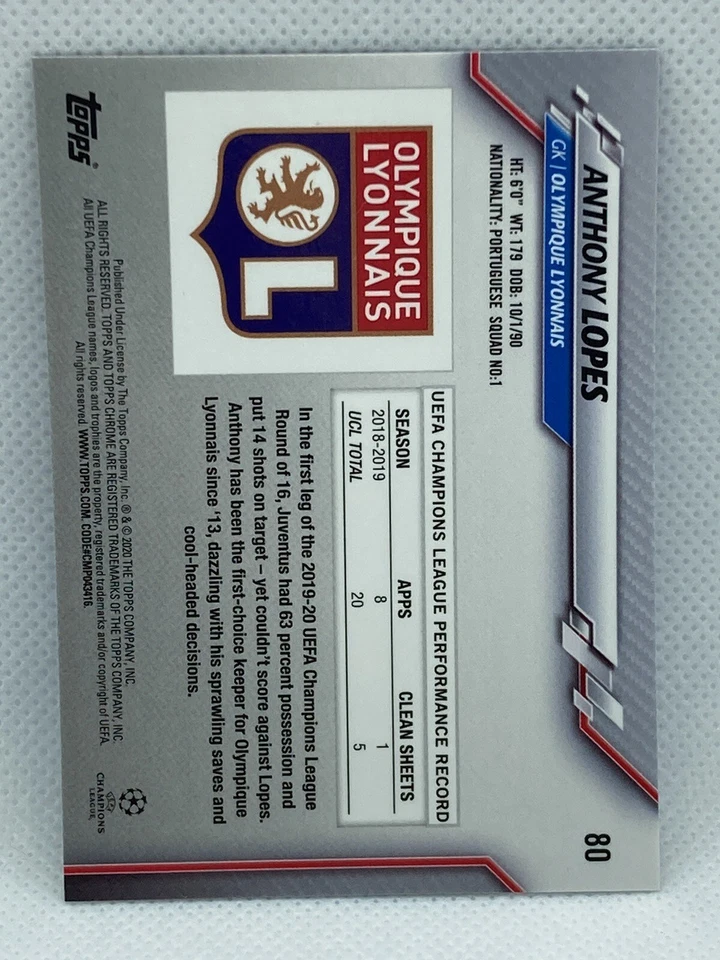 80
ANTHONY LOPES
GK | OLYMPIQUE LYONNAIS
HT: 6'0" WT: 179 DOB: 10/1/90
NATIONALITY: PORTUGUESE SQUAD NO:1
OLYMPIQUE
LYONNAIS
OL
UEFA CHAMPIONS LEAGUE PERFORMANCE RECORD
SEASON APPS CLEAN SHEETS
2018-2019 8 1
UCL TOTAL 20 5
In the first leg of the 2019-20 UEFA Champions League
Round of 16, Juventus had 63 percent possession and
put 14 shots on target – yet couldn't score against Lopes.
Anthony has been the first-choice keeper for Olympique
Lyonnais since '13, dazzling with his sprawling saves and
cool-headed decisions.
Topps®
Published Under License by The Topps Company, Inc. ® & © 2020 THE TOPPS COMPANY, INC.
ALL RIGHTS RESERVED. TOPPS AND TOPPS CHROME ARE REGISTERED TRADEMARKS OF THE TOPPS COMPANY, INC.
All UEFA Champions League names, logos and trophies are the property, registered trademarks and/or copyright of UEFA.
All rights reserved. WWW.TOPPS.COM. CODE#CMP043416.
UEFA
CHAMPIONS
LEAGUE